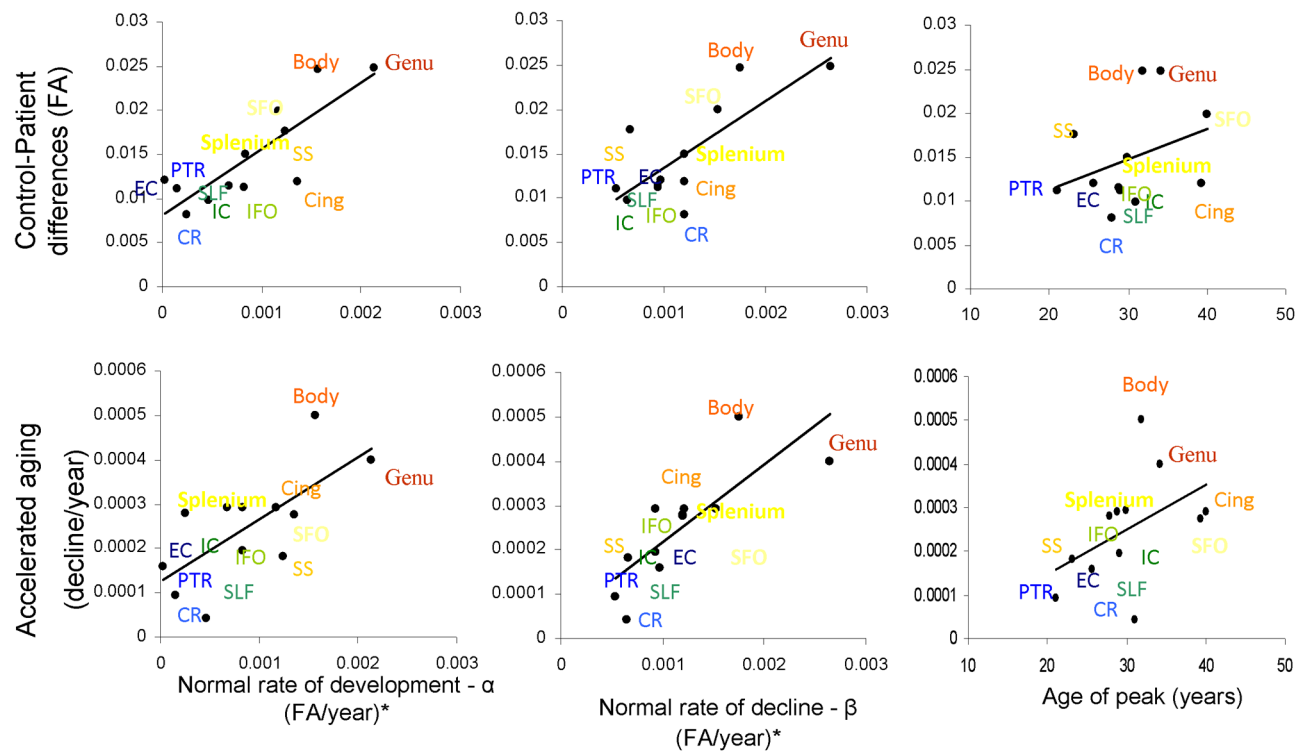 Control-Patient
differences (FA)
0.03
0.025
0.02
0.015
0.01
0.005
0
0
0.001
0.002
0.003
Body
Genu
SFO
Splenium
SS
PTR
EC
SLF
IC
IFO
Cing
CR
0.03
0.025
0.02
0.015
0.01
0.005
0
0
0.001
0.002
0.003
Body
Genu
SFO
SS
Splenium
PTR
EC
SLF
Cing
IC
IFO
CR
0.03
0.025
0.02
0.015
0.01
0.005
0
10
20
30
40
50
Body
Genu
SS
SFO
Splenium
PTR
EC
IFO
IC
SLF
Cing
CR
Accelerated aging
(decline/year)
0.0006
0.0005
0.0004
0.0003
0.0002
0.0001
0
0
0.001
0.002
0.003
Body
Genu
Splenium
Cing
SFO
EC
IC
IFO
SS
PTR
SLF
CR
Normal rate of development - α
(FA/year)*
0.0006
0.0005
0.0004
0.0003
0.0002
0.0001
0
0
0.001
0.002
0.003
Body
Genu
Cing
Splenium
IFO
SS
IC
EC
SFO
PTR
SLF
CR
Normal rate of decline - β
(FA/year)*
0.0006
0.0005
0.0004
0.0003
0.0002
0.0001
0
10
20
30
40
50
Body
Genu
Splenium
Cing
IFO
SS
IC
SFO
EC
PTR
SLF
CR
Age of peak (years)